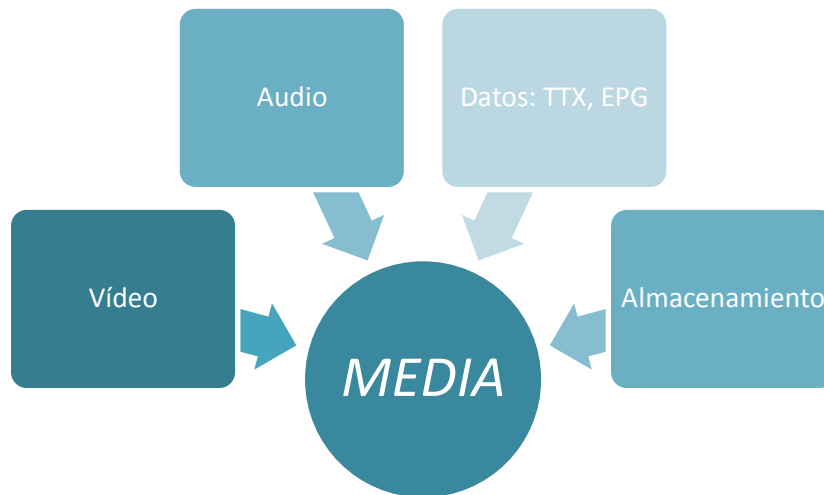 Audio
Datos: TTX, EPG
Vídeo
Almacenamiento
MEDIA